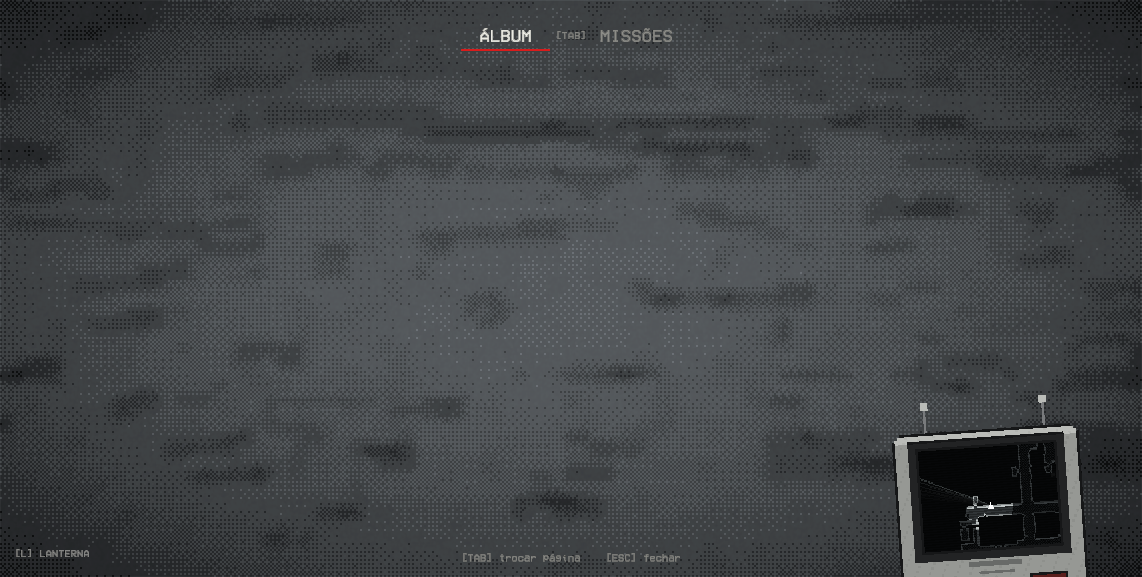 ÁLBUM [TAB] MISSÕES
[L] LANTERNA
[TAB] trocar página [ESC] fechar